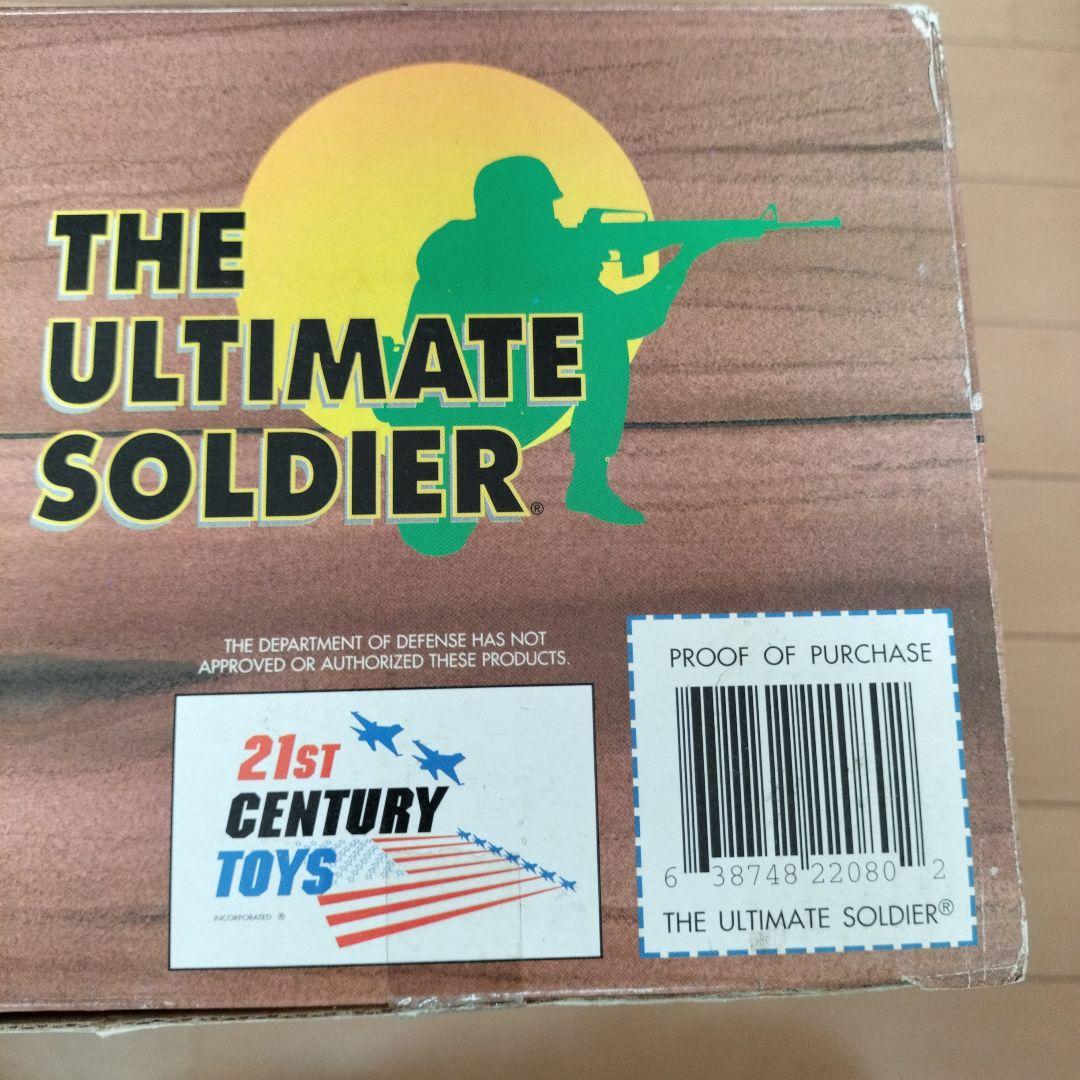 THE
ULTIMATE
SOLDIER®
THE DEPARTMENT OF DEFENSE HAS NOT
APPROVED OR AUTHORIZED THESE PRODUCTS.
21ST
CENTURY
TOYS
INCORPORATED ®
PROOF OF PURCHASE
6 38748 22080 2
THE ULTIMATE SOLDIER®